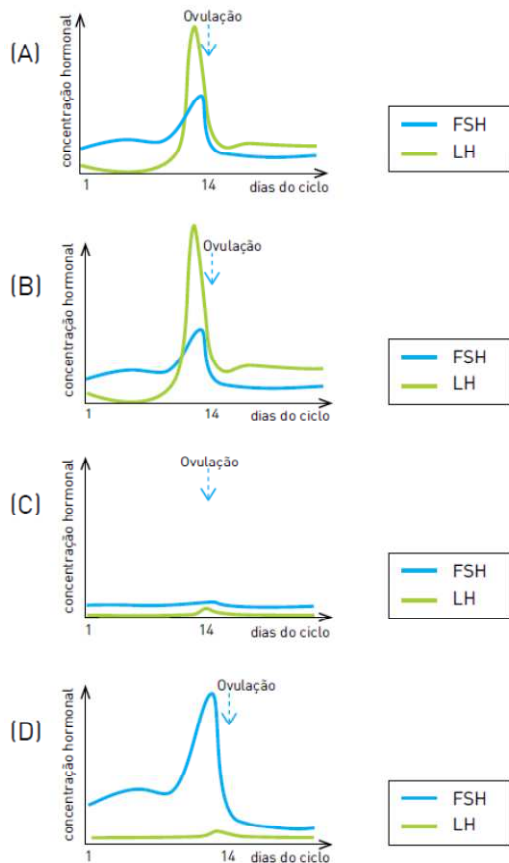 Ovulação
(A)
concentração hormonal
FSH
LH
1
14
dias do ciclo
Ovulação
(B)
concentração hormonal
FSH
LH
1
14
dias do ciclo
Ovulação
(C)
concentração hormonal
FSH
LH
1
14
dias do ciclo
Ovulação
(D)
concentração hormonal
FSH
LH
1
14
dias do ciclo